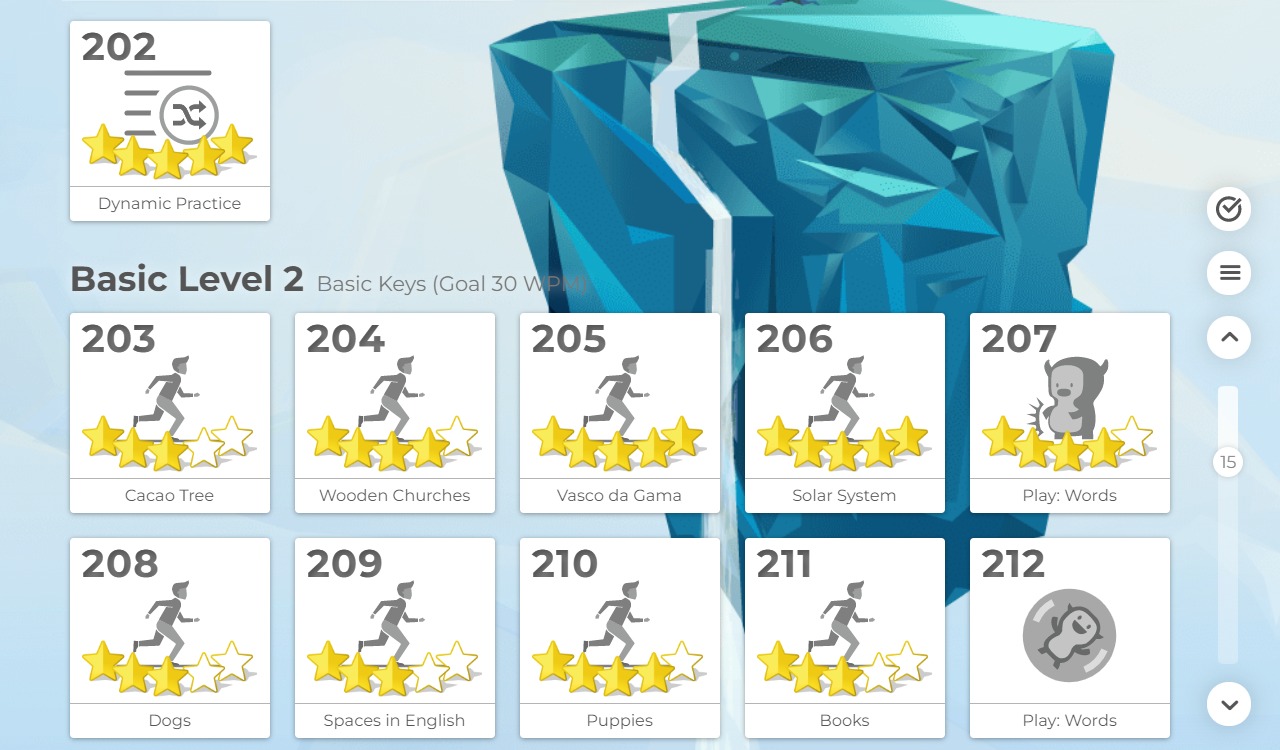 202
Dynamic Practice
Basic Level 2 Basic Keys (Goal 30 WPM)
203
Cacao Tree
204
Wooden Churches
205
Vasco da Gama
206
Solar System
207
Play: Words
15
208
Dogs
209
Spaces in English
210
Puppies
211
Books
212
Play: Words